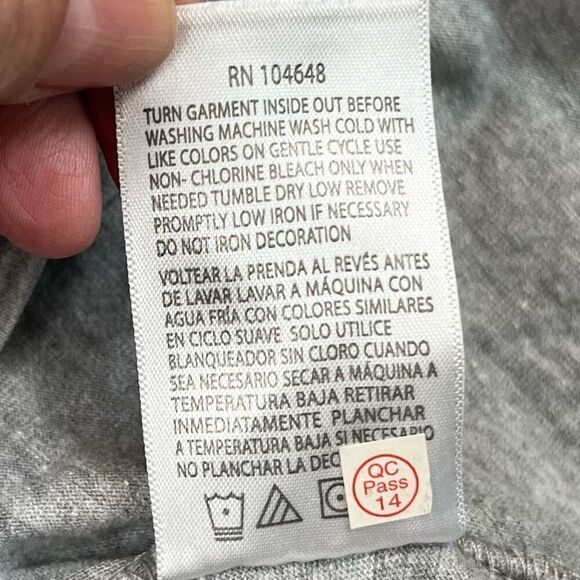 RN 104648
TURN GARMENT INSIDE OUT BEFORE
WASHING MACHINE WASH COLD WITH
LIKE COLORS ON GENTLE CYCLE USE
NON- CHLORINE BLEACH ONLY WHEN
NEEDED TUMBLE DRY LOW REMOVE
PROMPTLY LOW IRON IF NECESSARY
DO NOT IRON DECORATION
VOLTEAR LA PRENDA AL REVÉS ANTES
DE LAVAR LAVAR A MÁQUINA CON
AGUA FRÍA CON COLORES SIMILARES
EN CICLO SUAVE SOLO UTILICE
BLANQUEADOR SIN CLORO CUANDO
SEA NECESARIO SECAR A MÁQUINA A
TEMPERATURA BAJA RETIRAR
INMEDIATAMENTE PLANCHAR
A TEMPERATURA BAJA SI NECESARIO
NO PLANCHAR LA DEC
QC
Pass
14